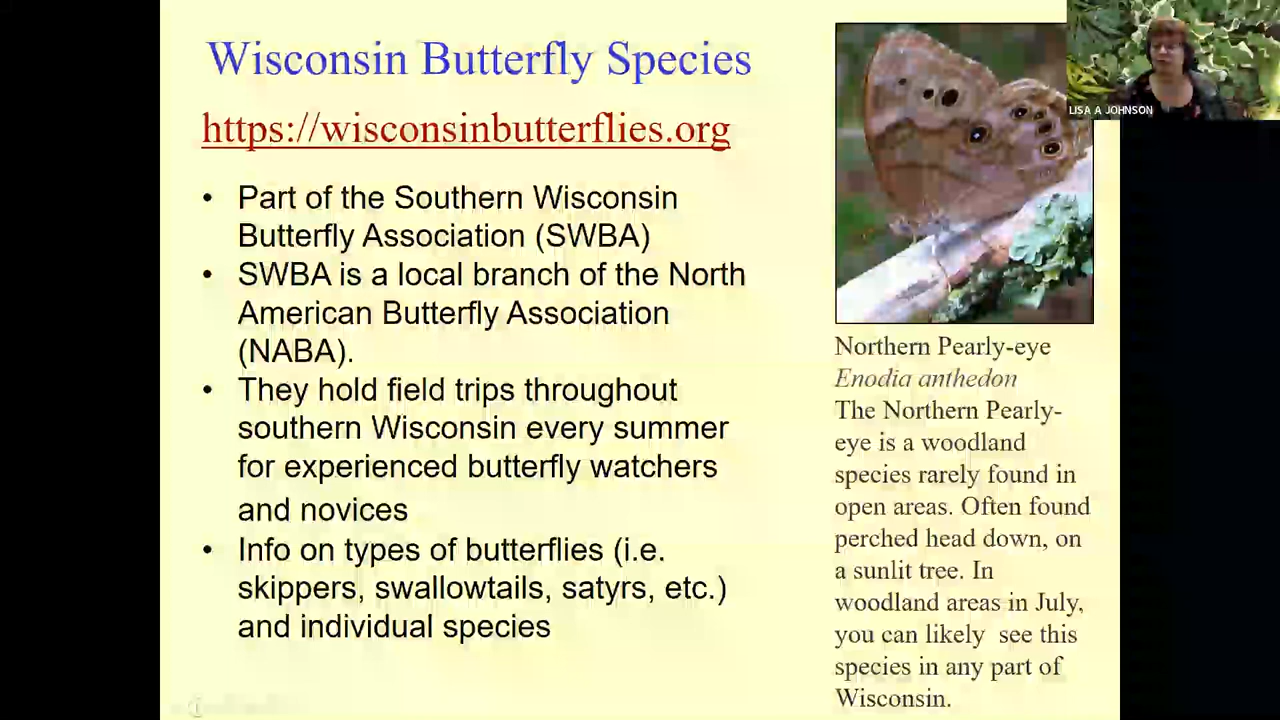 Wisconsin Butterfly Species
https://wisconsinbutterflies.org
• Part of the Southern Wisconsin
Butterfly Association (SWBA)
• SWBA is a local branch of the North
American Butterfly Association
(NABA).
• They hold field trips throughout
southern Wisconsin every summer
for experienced butterfly watchers
and novices
• Info on types of butterflies (i.e.
skippers, swallowtails, satyrs, etc.)
and individual species
LISA A JOHNSON
Northern Pearly-eye
Enodia anthedon
The Northern Pearly-
eye is a woodland
species rarely found in
open areas. Often found
perched head down, on
a sunlit tree. In
woodland areas in July,
you can likely see this
species in any part of
Wisconsin.